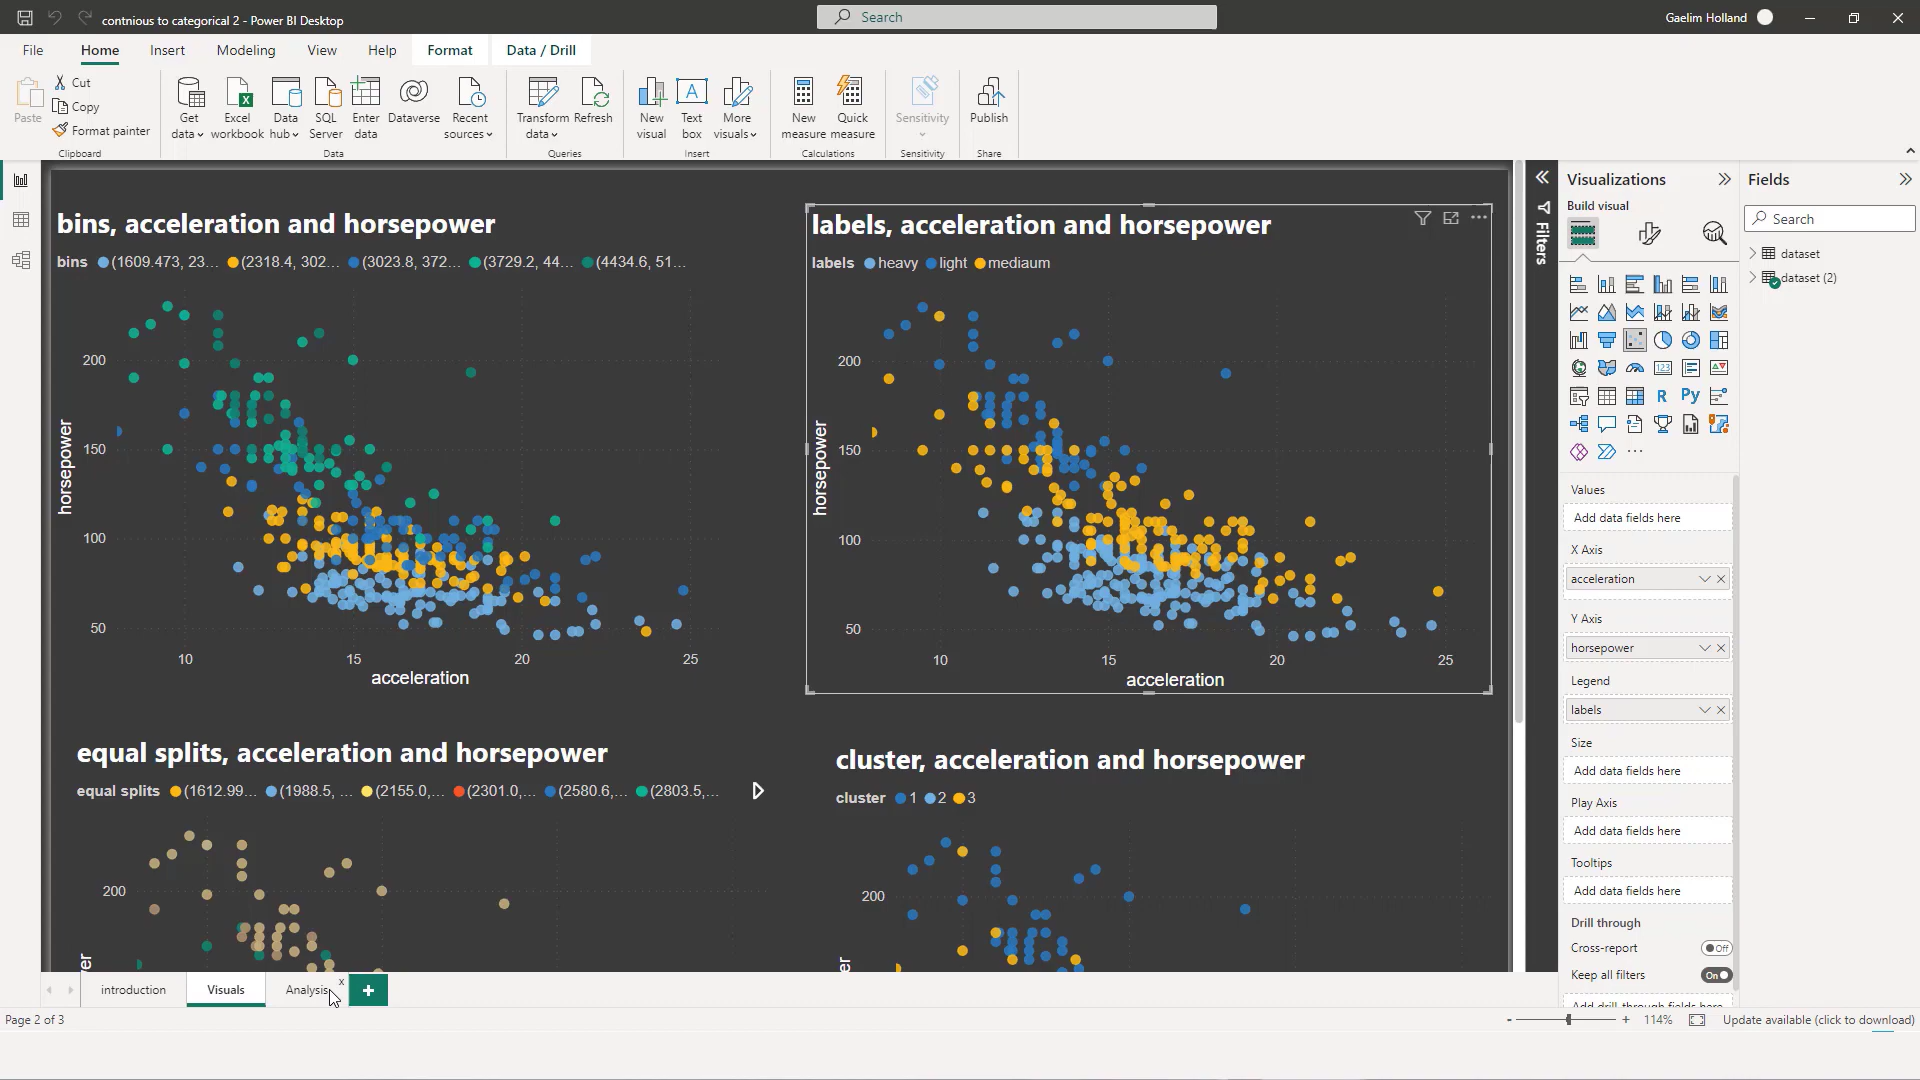 contnious to categorical 2 - Power BI Desktop
Search
Gaelim Holland
File
Home
Insert
Modeling
View
Help
Format
Data / Drill
Paste
Cut
Copy
Format painter
Clipboard
Get data
Excel workbook
Data hub
SQL Server
Enter data
Dataverse
Recent sources
Data
Transform data
Refresh
Queries
New visual
Text box
More visuals
Insert
New measure
Quick measure
Calculations
Sensitivity
Sensitivity
Publish
Share
bins, acceleration and horsepower
bins (1609.473, 23... (2318.4, 302... (3023.8, 372... (3729.2, 44... (4434.6, 51...
horsepower
200
150
100
50
10 15 20 25
acceleration
labels, acceleration and horsepower
labels heavy light mediaum
horsepower
200
150
100
50
10 15 20 25
acceleration
equal splits, acceleration and horsepower
equal splits (1612.99... (1988.5, ... (2155.0,... (2301.0,... (2580.6,... (2803.5,...
200
cluster, acceleration and horsepower
cluster 1 2 3
200
Filters
Visualizations
Build visual
123
R
Py
Values
Add data fields here
X Axis
acceleration
Y Axis
horsepower
Legend
labels
Size
Add data fields here
Play Axis
Add data fields here
Tooltips
Add data fields here
Drill through
Cross-report
Off
Keep all filters
On
Add drill-through fields here
Fields
Search
dataset
dataset (2)
introduction
Visuals
Analysis
x
+
Page 2 of 3
- + 114%
Update available (click to download)